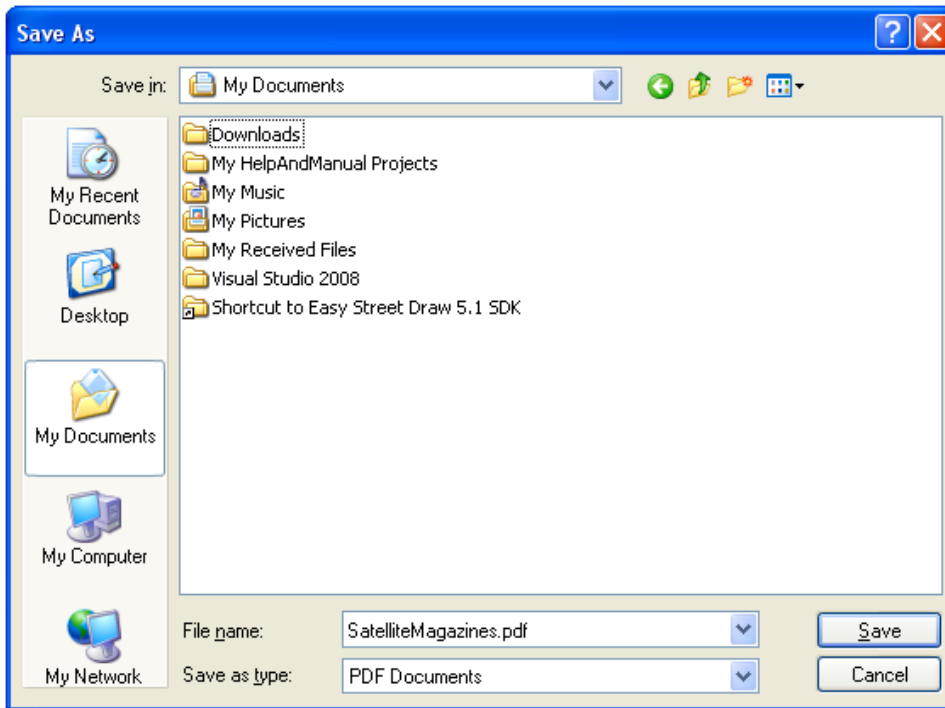 Save As
Save in:
My Documents
My Recent
Documents
Desktop
My Documents
My Computer
My Network
Downloads
My HelpAndManual Projects
My Music
My Pictures
My Received Files
Visual Studio 2008
Shortcut to Easy Street Draw 5.1 SDK
File name:
SatelliteMagazines.pdf
Save
Save as type:
PDF Documents
Cancel